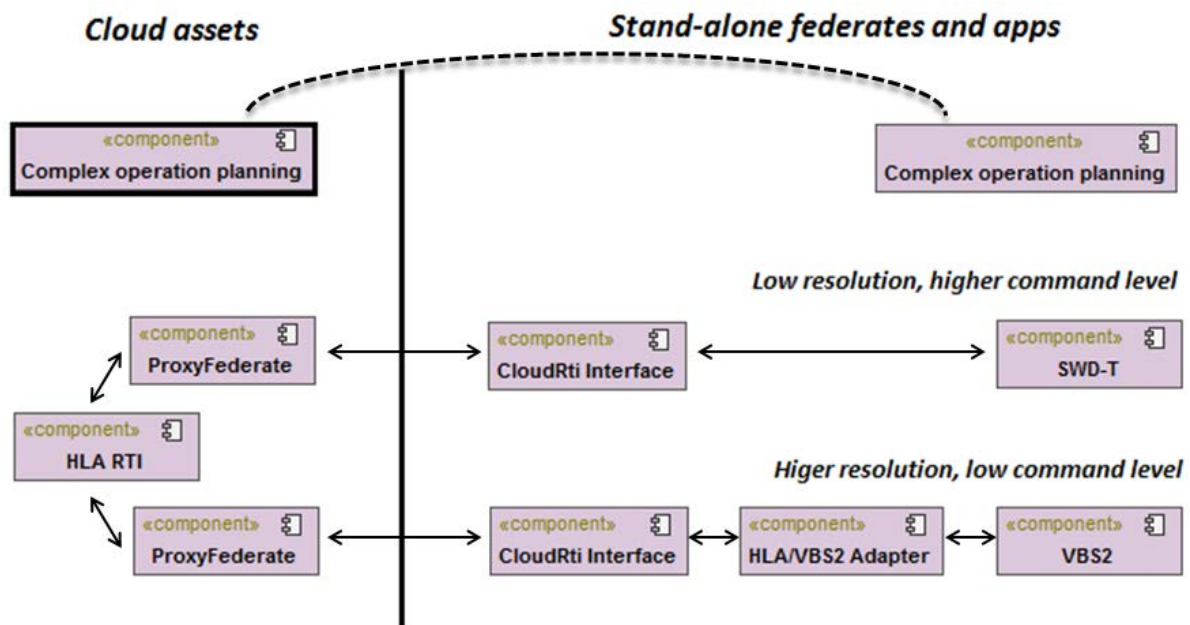 Cloud assets
Stand-alone federates and apps
«component»
Complex operation planning
«component»
Complex operation planning
Low resolution, higher command level
«component»
ProxyFederate
«component»
CloudRti Interface
«component»
SWD-T
«component»
HLA RTI
Higer resolution, low command level
«component»
ProxyFederate
«component»
CloudRti Interface
«component»
HLA/VBS2 Adapter
«component»
VBS2